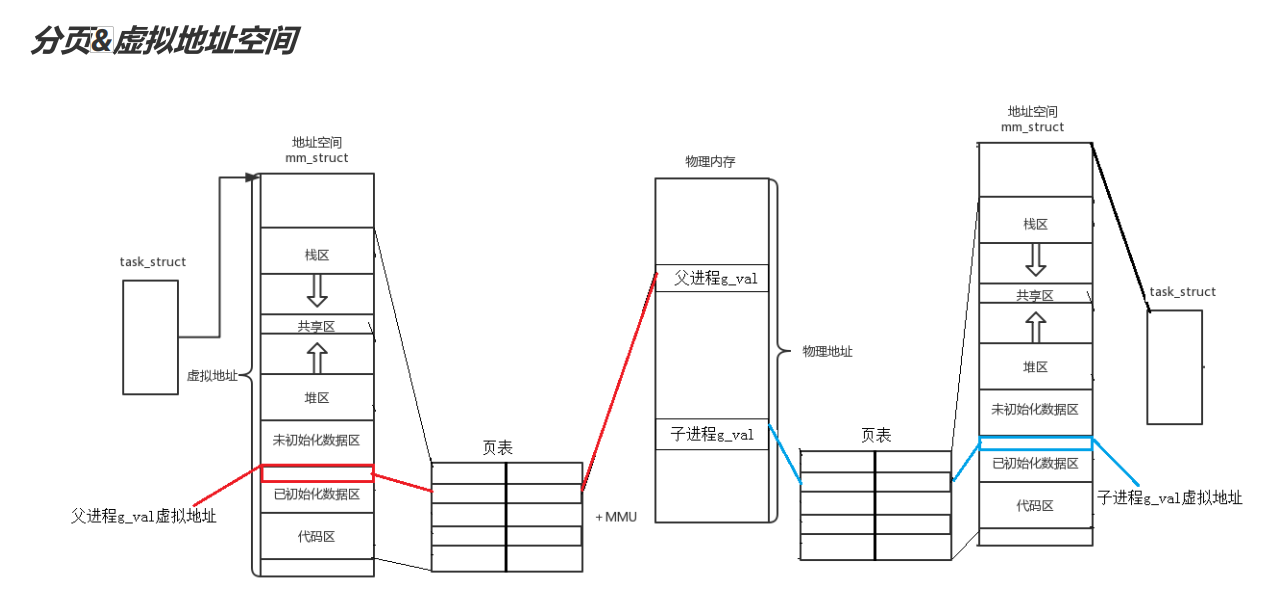 分页&虚拟地址空间
地址空间
mm_struct
task_struct
虚拟地址
栈区
共享区
堆区
未初始化数据区
已初始化数据区
代码区
父进程g_val虚拟地址
页表
+MMU
物理内存
父进程g_val
子进程g_val
物理地址
页表
地址空间
mm_struct
栈区
共享区
堆区
未初始化数据区
已初始化数据区
代码区
task_struct
子进程g_val虚拟地址